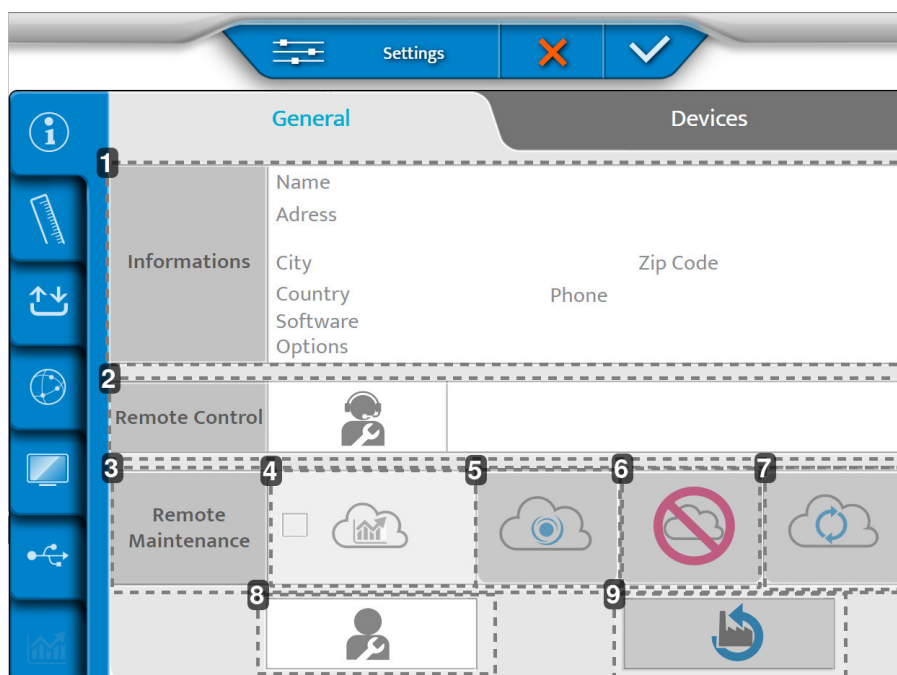 Settings
General
Devices
1
Informations
Name
Adress
City
Zip Code
Country
Phone
Software
Options
2
Remote Control
3
4
5
6
7
Remote
Maintenance
8
9